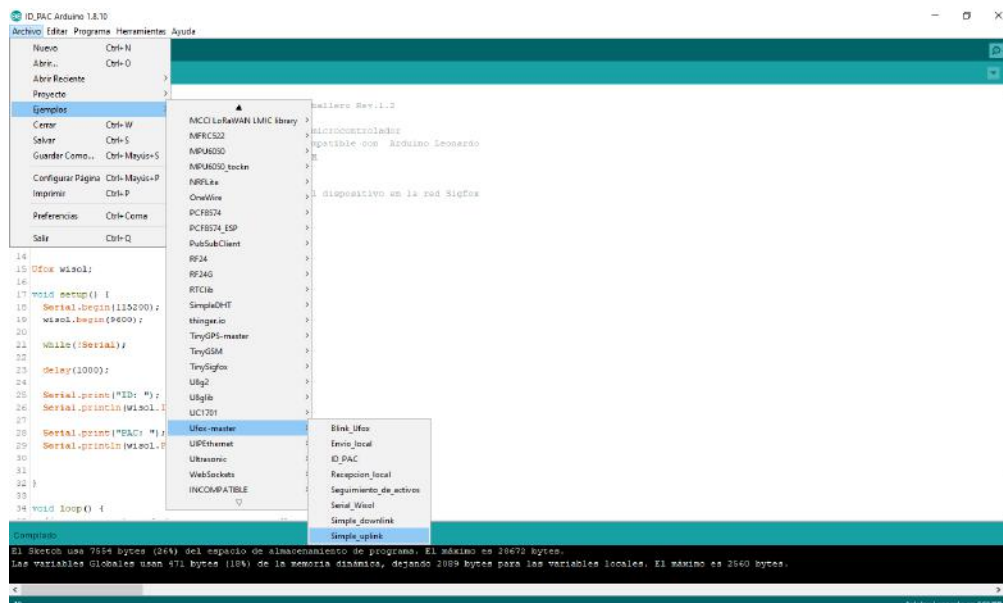 ID_PAC Arduino 1.8.10
Archivo Editar Programa Herramientas Ayuda
Nuevo Ctrl+N
Abrir... Ctrl+O
Abrir Reciente
Proyecto
Ejemplos
Cerrar Ctrl+W
Salvar Ctrl+S
Guardar Como... Ctrl+Mayús+S
Configurar Página Ctrl+Mayús+P
Imprimir Ctrl+P
Preferencias Ctrl+Coma
Salir Ctrl+Q
MCCI LoRaWAN LMIC library
MFRC522
MPU6050
MPU6050_tockn
NRFLite
OneWire
PCF8574
PCF8574_ESP
PubSubClient
RF24
RF24G
RTClib
SimpleDHT
thinger.io
TinyGPS-master
TinyGSM
TinySigfox
U8g2
U8glib
UC1701
Ufox-master
UIPEthernet
Ultrasonic
WebSockets
INCOMPATIBLE
Blink_Ufox
Envio_local
ID_PAC
Recepcion_local
Seguimiento_de_activos
Serial_Wisol
Simple_downlink
Simple_uplink
Rev.1.2
microcontrolador
con Arduino Leonardo
l dispositivo en la red Sigfox
14
15 Ufox wisol;
16
17 void setup() {
18 Serial.begin(115200);
19 wisol.begin(9600);
20
21 while(!Serial);
22
23 delay(1000);
24
25 Serial.print("ID: ");
26 Serial.println(wisol.I
27
28 Serial.print("PAC: ");
29 Serial.println(wisol.P
30
31
32 }
33
34 void loop() {
Compilado
El Sketch usa 7554 bytes (26%) del espacio de almacenamiento de programa. El máximo es 28672 bytes.
Las variables Globales usan 471 bytes (18%) de la memoria dinámica, dejando 2089 bytes para las variables locales. El máximo es 2560 bytes.